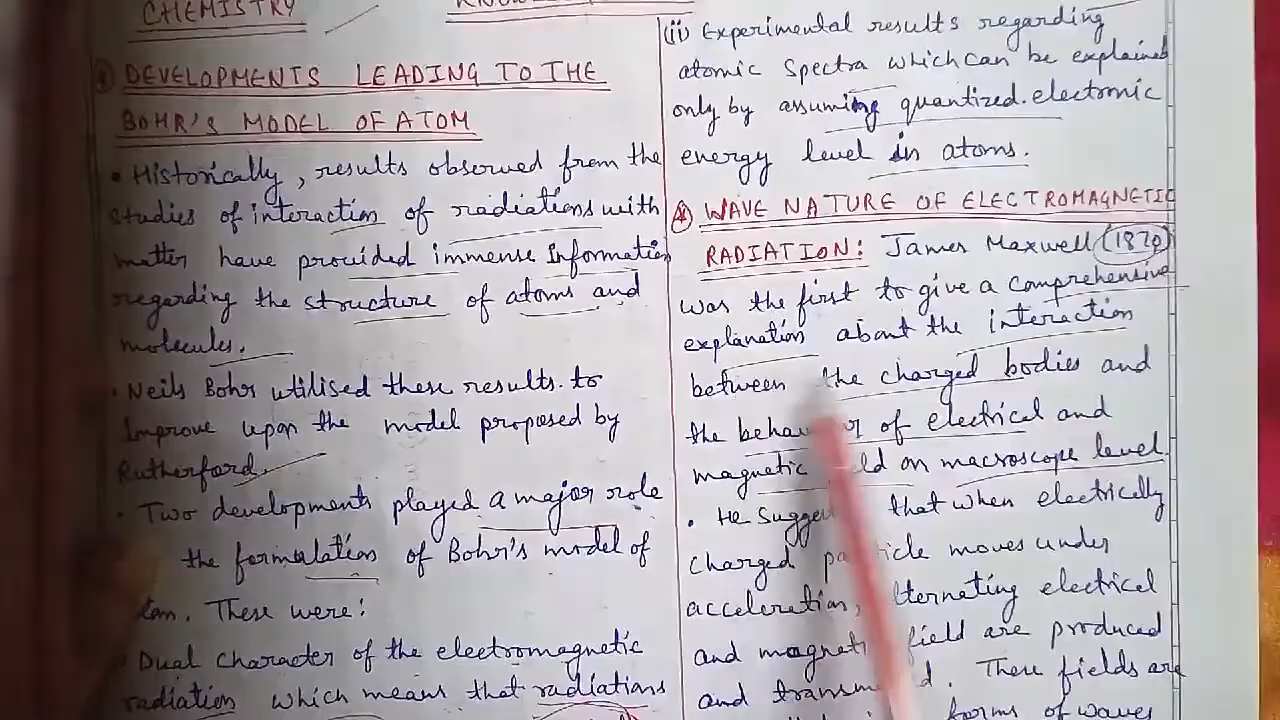 CHEMISTRY
DEVELOPMENTS LEADING TO THE
BOHR'S MODEL OF ATOM
• Historically, results observed from the
studies of interaction of radiations with
matter have provided immense Information
regarding the structure of atoms and
molecules.
• Neils Bohr utilised these results to
Improve upon the model proposed by
Rutherford.
• Two developments played a major role
the formulation of Bohr's model of
These were:
Dual character of the electromagnetic
radiation which means that radiations
(ii) Experimental results regarding
atomic spectra which can be explained
only by assuming quantized electronic
energy level in atoms.
WAVE NATURE OF ELECTROMAGNETIC
RADIATION: James Maxwell (1870)
was the first to give a comprehensive
explanation about the interaction
between the charged bodies and
the of electrical and
magnetic on macroscope level.
• He that when electrically
charged moves under
acceleration, electrical
and field are produced
and These fields are
forms of waves